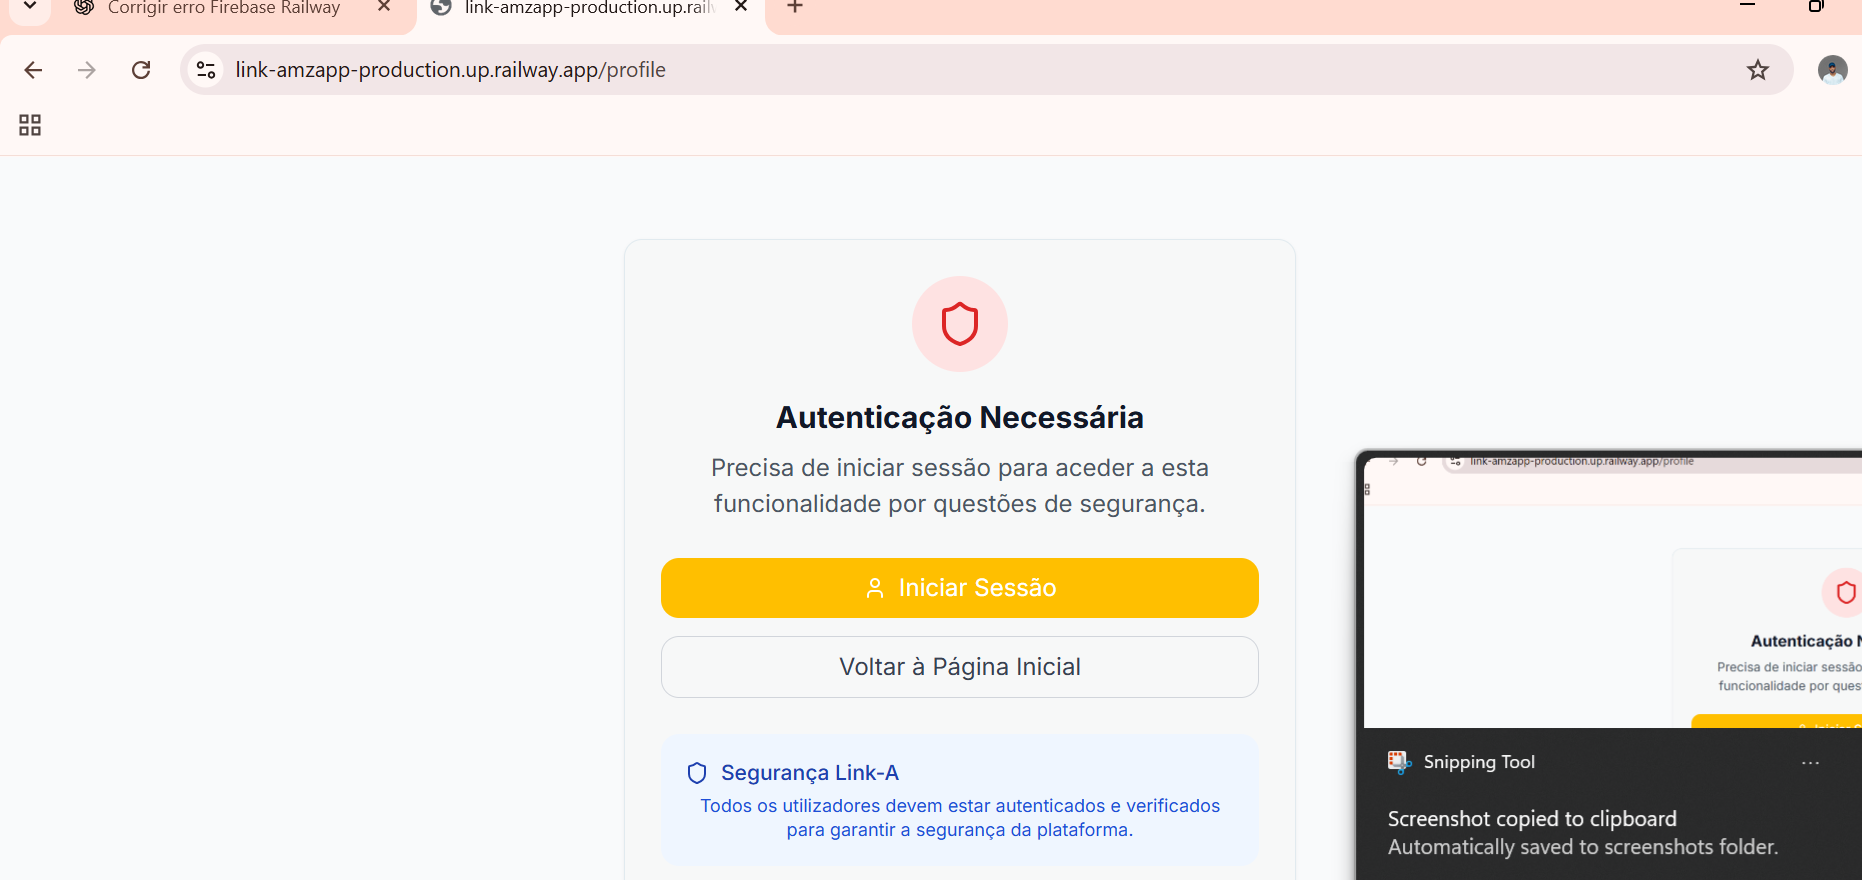 Corrigir erro Firebase Railway
link-amzapp-production.up.rail
link-amzapp-production.up.railway.app/profile
Autenticação Necessária
Precisa de iniciar sessão para aceder a esta
funcionalidade por questões de segurança.
Iniciar Sessão
Voltar à Página Inicial
Segurança Link-A
Todos os utilizadores devem estar autenticados e verificados
para garantir a segurança da plataforma.
link-amzapp-production.up.railway.app/profile
Autenticação N
Precisa de iniciar sessão
funcionalidade por ques
Snipping Tool
Screenshot copied to clipboard
Automatically saved to screenshots folder.